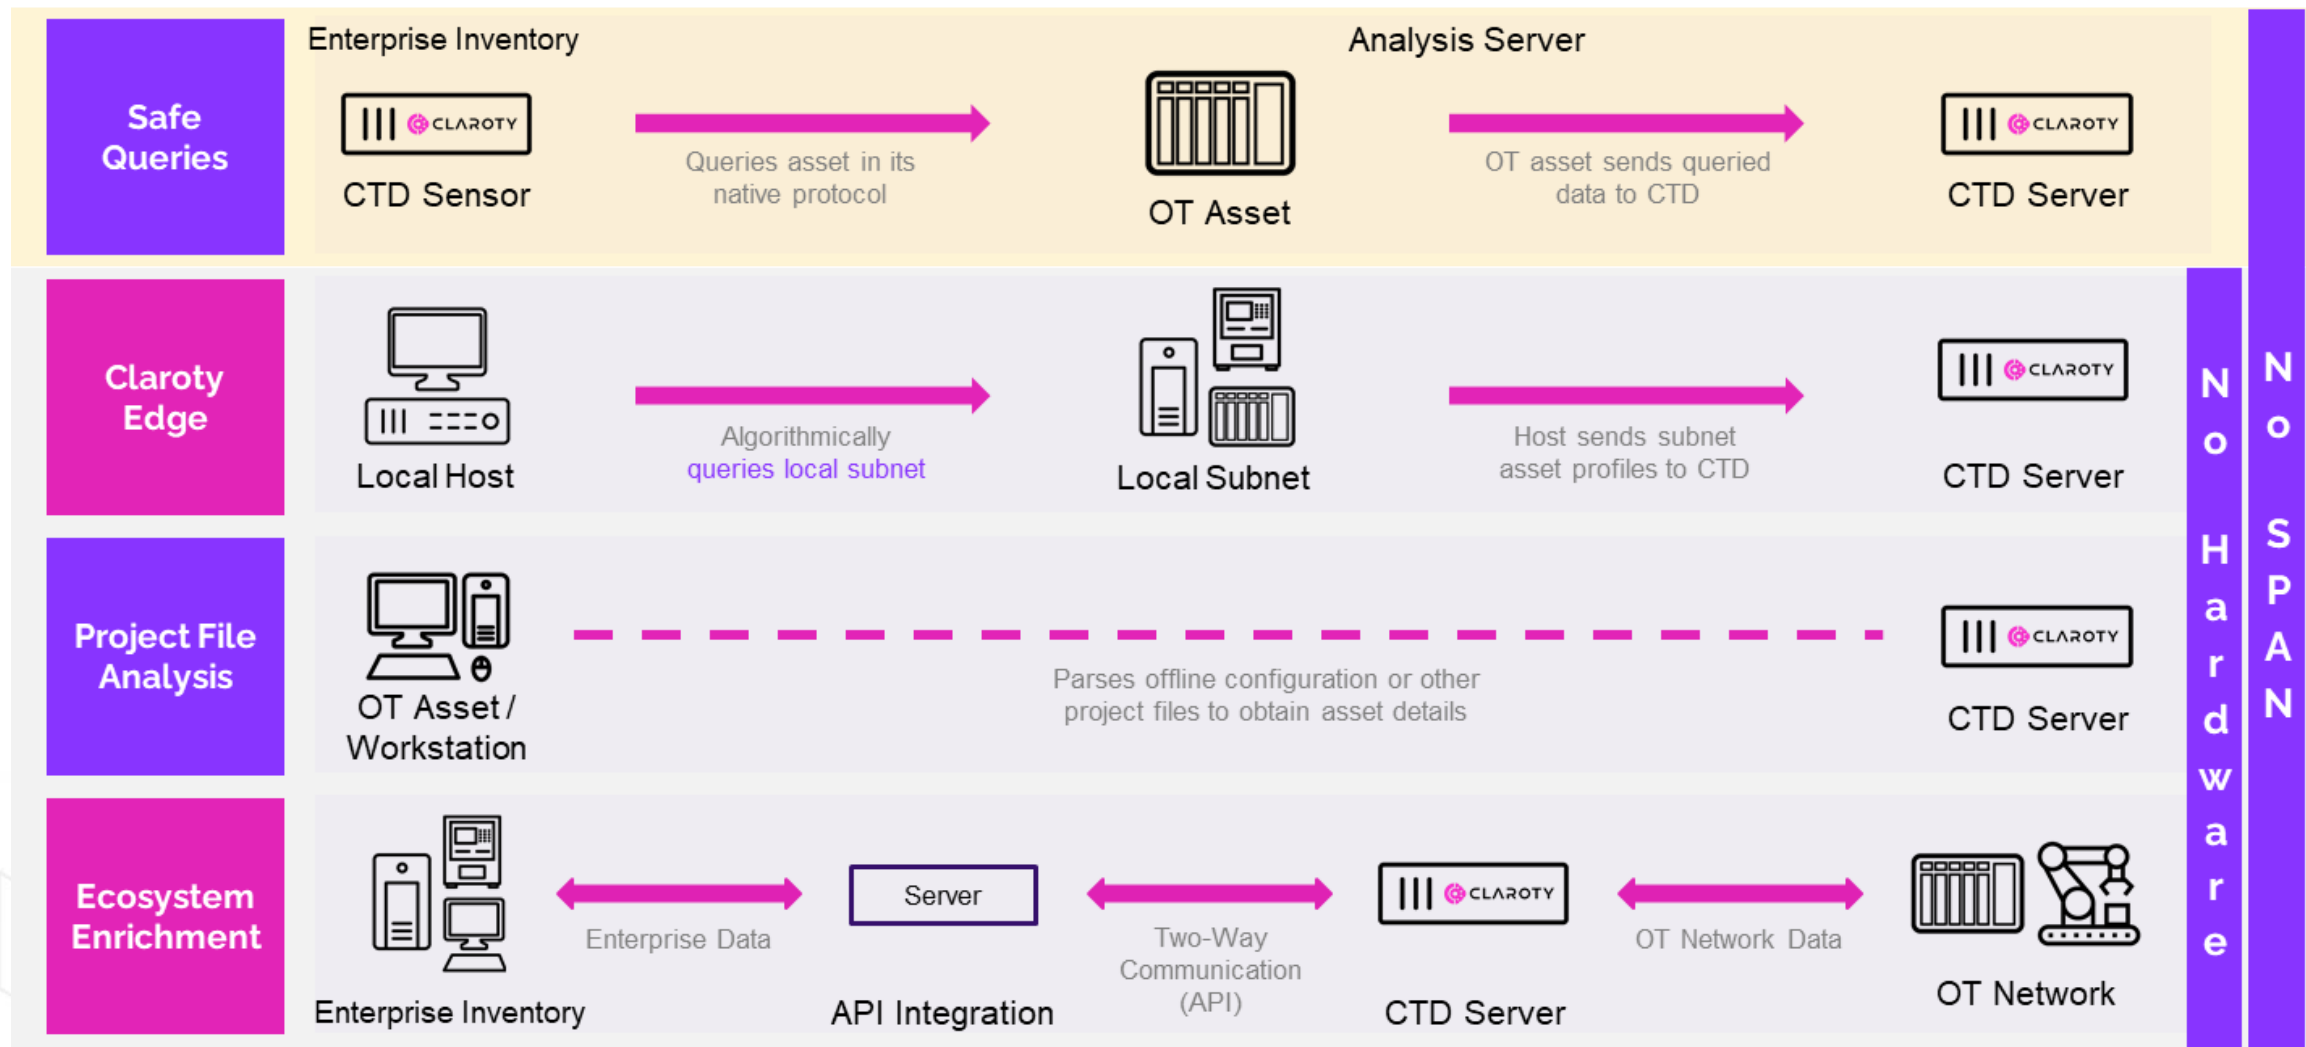 Safe
Queries
Enterprise Inventory
CLAROTY
CTD Sensor
Queries asset in its
native protocol
OT Asset
Analysis Server
OT asset sends queried
data to CTD
CLAROTY
CTD Server
Claroty
Edge
Local Host
Algorithmically
queries local subnet
Local Subnet
Host sends subnet
asset profiles to CTD
CLAROTY
CTD Server
Project File
Analysis
OT Asset /
Workstation
Parses offline configuration or other
project files to obtain asset details
CLAROTY
CTD Server
Ecosystem
Enrichment
Enterprise Inventory
Enterprise Data
Server
API Integration
Two-Way
Communication
(API)
CLAROTY
CTD Server
OT Network Data
OT Network
No Hardware
No SPAN